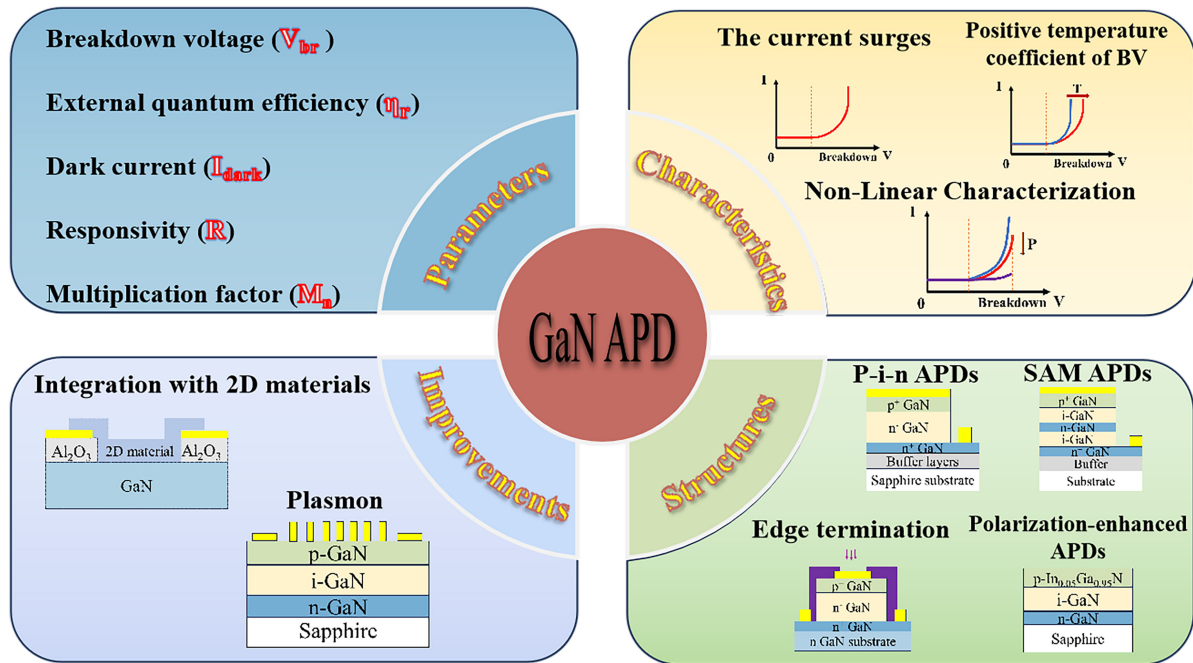 Breakdown voltage (V_br )
External quantum efficiency (η_r)
Dark current (I_dark)
Responsivity (R)
Multiplication factor (M_n)
Parameters
The current surges
I
0
Breakdown V
Positive temperature
coefficient of BV
I
T
0
Breakdown V
Non-Linear Characterization
I
P
0
Breakdown V
Characteristics
GaN APD
Integration with 2D materials
Al₂O₃ 2D material Al₂O₃
GaN
Plasmon
p-GaN
i-GaN
n-GaN
Sapphire
Improvements
Structures
P-i-n APDs
p⁺ GaN
n⁻ GaN
n⁺ GaN
Buffer layers
Sapphire substrate
SAM APDs
p⁺ GaN
i-GaN
n-GaN
i-GaN
n⁺ GaN
Buffer
Substrate
Edge termination
p⁺ GaN
n⁻ GaN
n⁻ GaN
n GaN substrate
Polarization-enhanced
APDs
p-In₀.₀₅Ga₀.₉₅N
i-GaN
n-GaN
Sapphire